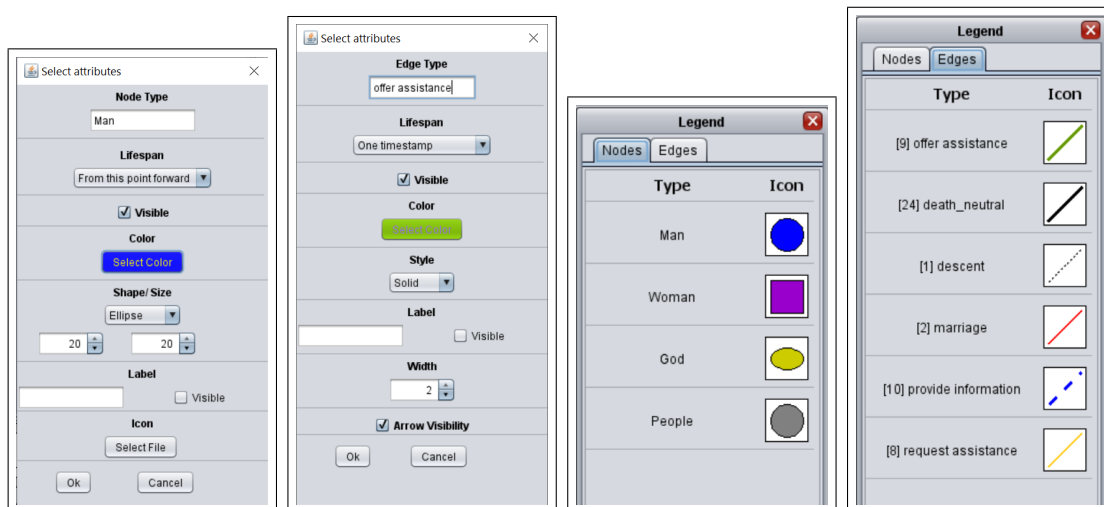 Select attributes
Node Type
Man
Lifespan
From this point forward
Visible
Color
Select Color
Shape/ Size
Ellipse
20 20
Label
Visible
Icon
Select File
Ok Cancel
Select attributes
Edge Type
offer assistance
Lifespan
One timestamp
Visible
Color
Select Color
Style
Solid
Label
Visible
Width
2
Arrow Visibility
Ok Cancel
Legend
Nodes Edges
Type Icon
Man
Woman
God
People
Legend
Nodes Edges
Type Icon
[9] offer assistance
[24] death_neutral
[1] descent
[2] marriage
[10] provide information
[8] request assistance